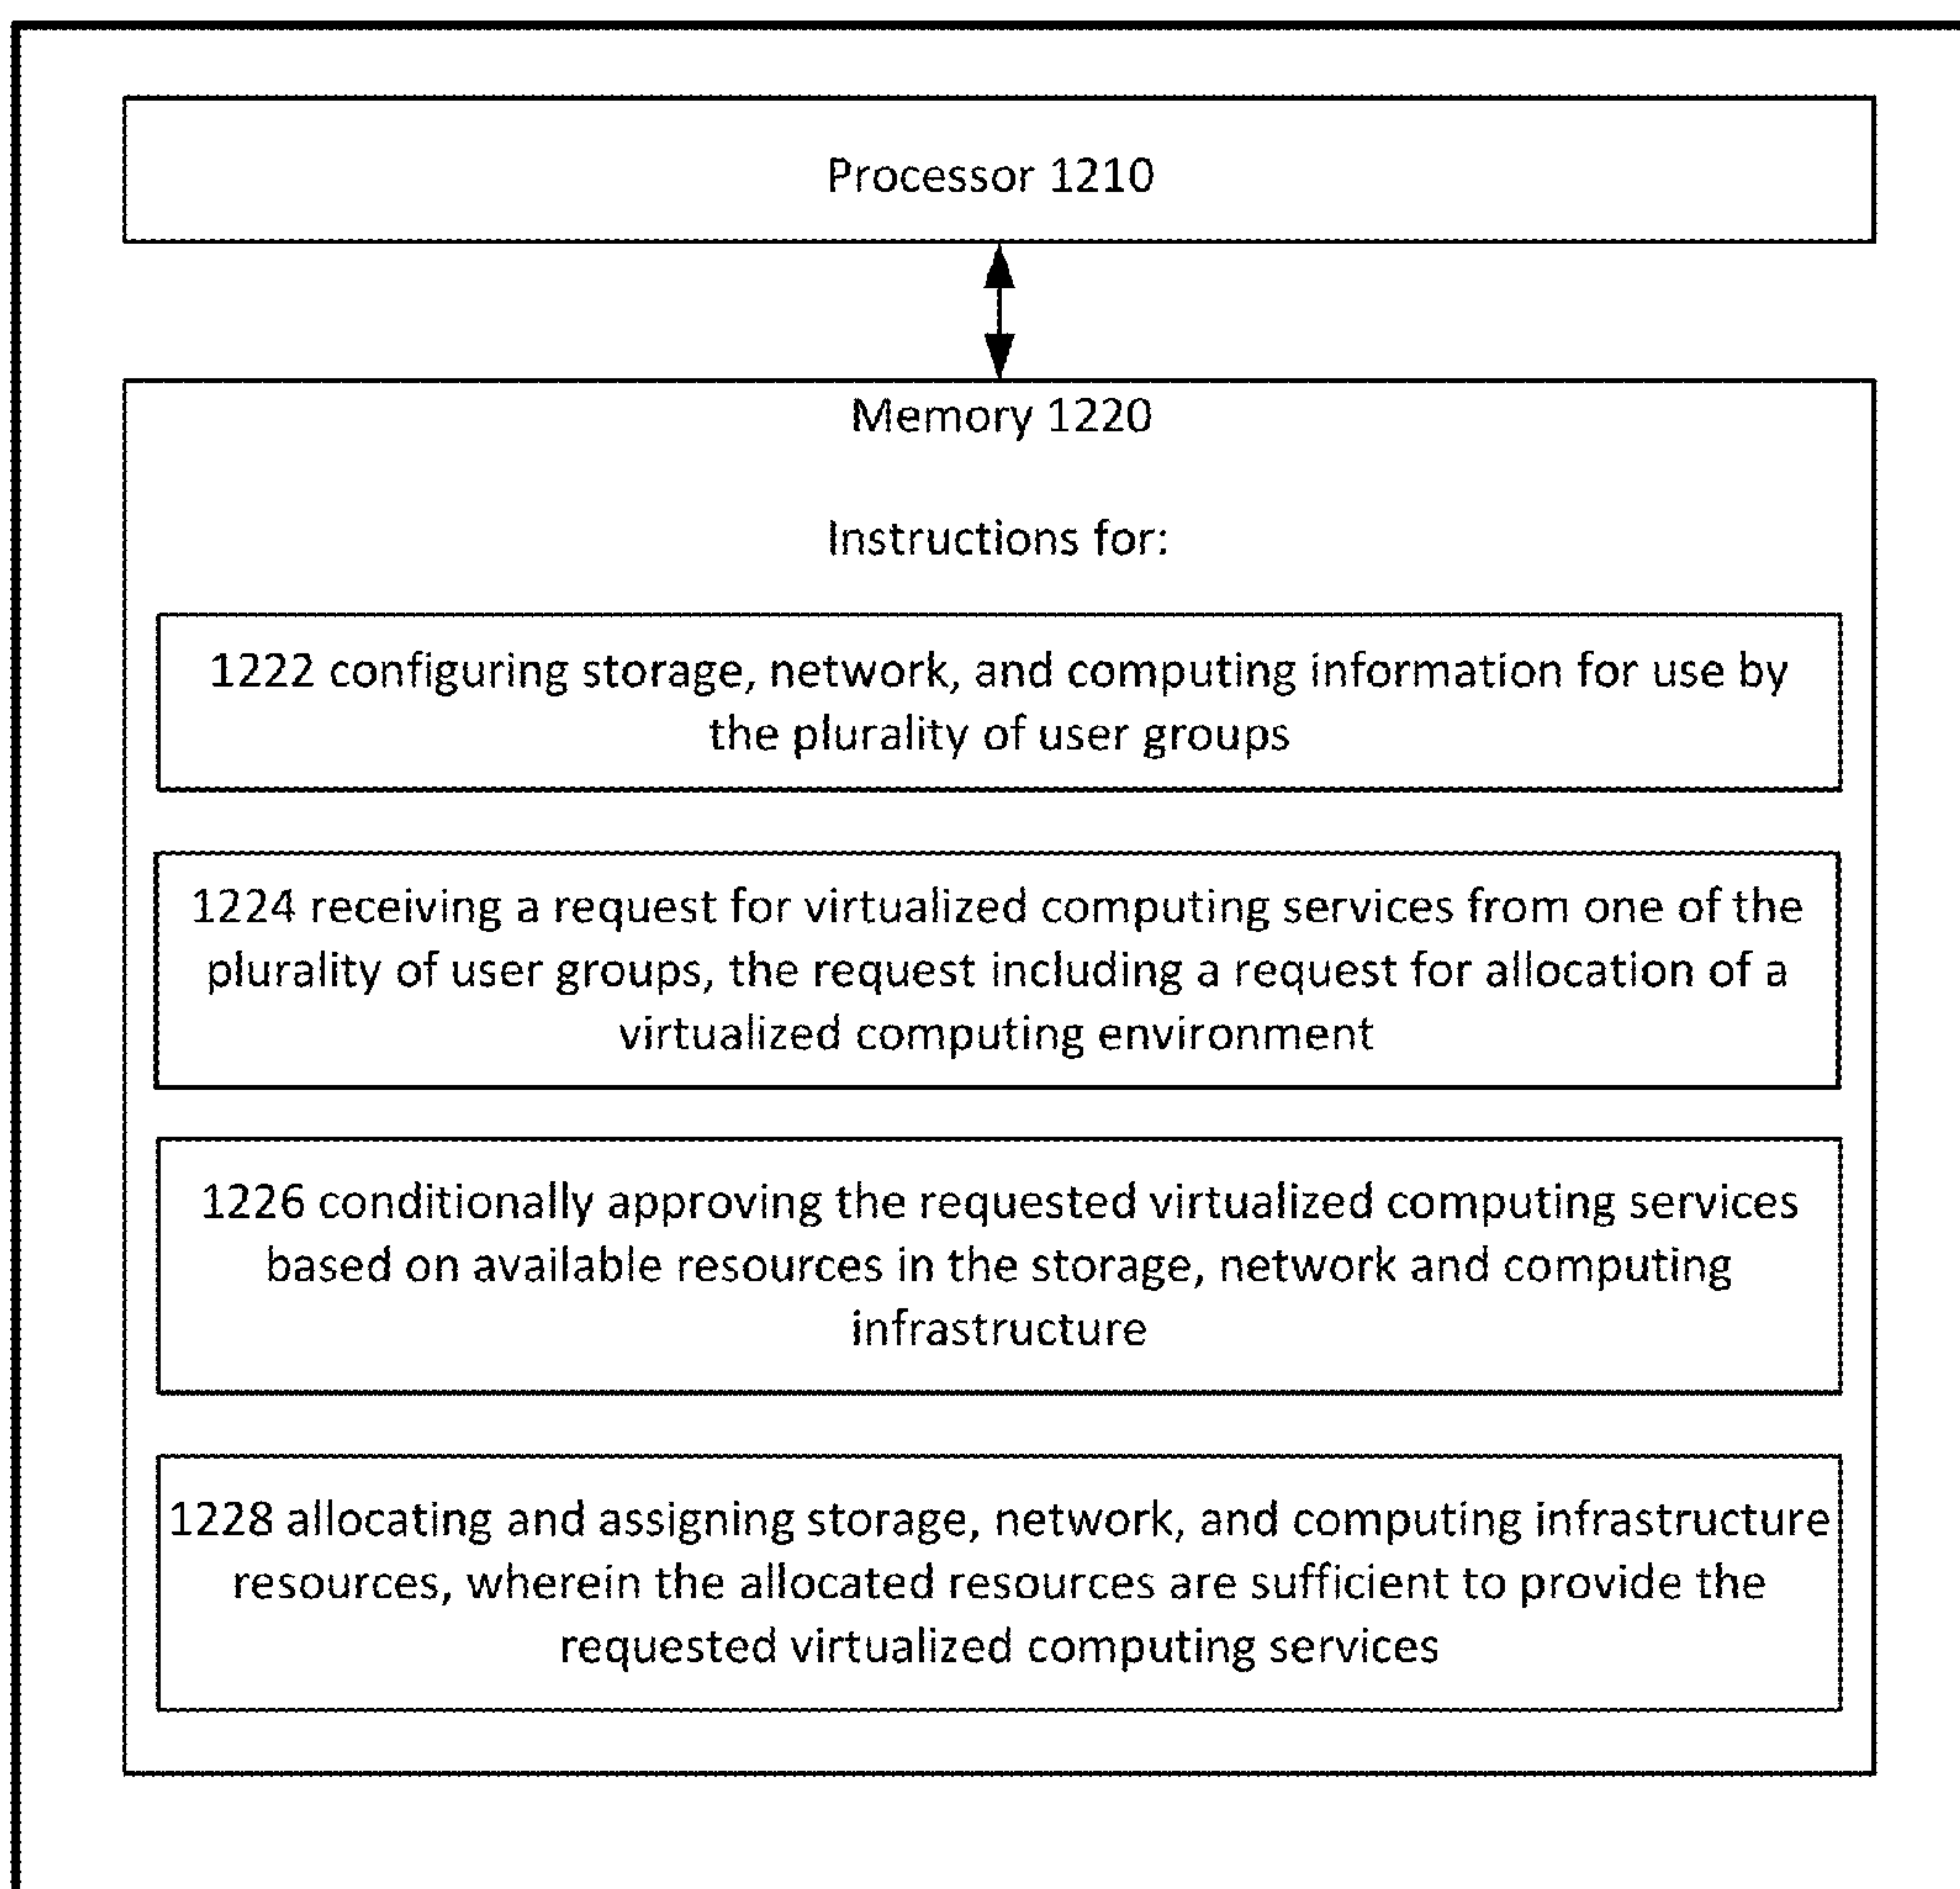 Processor 1210
Memory 1220
Instructions for:
1222 configuring storage, network, and computing information for use by
the plurality of user groups
1224 receiving a request for virtualized computing services from one of the
plurality of user groups, the request including a request for allocation of a
virtualized computing environment
1226 conditionally approving the requested virtualized computing services
based on available resources in the storage, network and computing
infrastructure
1228 allocating and assigning storage, network, and computing infrastructure
resources, wherein the allocated resources are sufficient to provide the
requested virtualized computing services